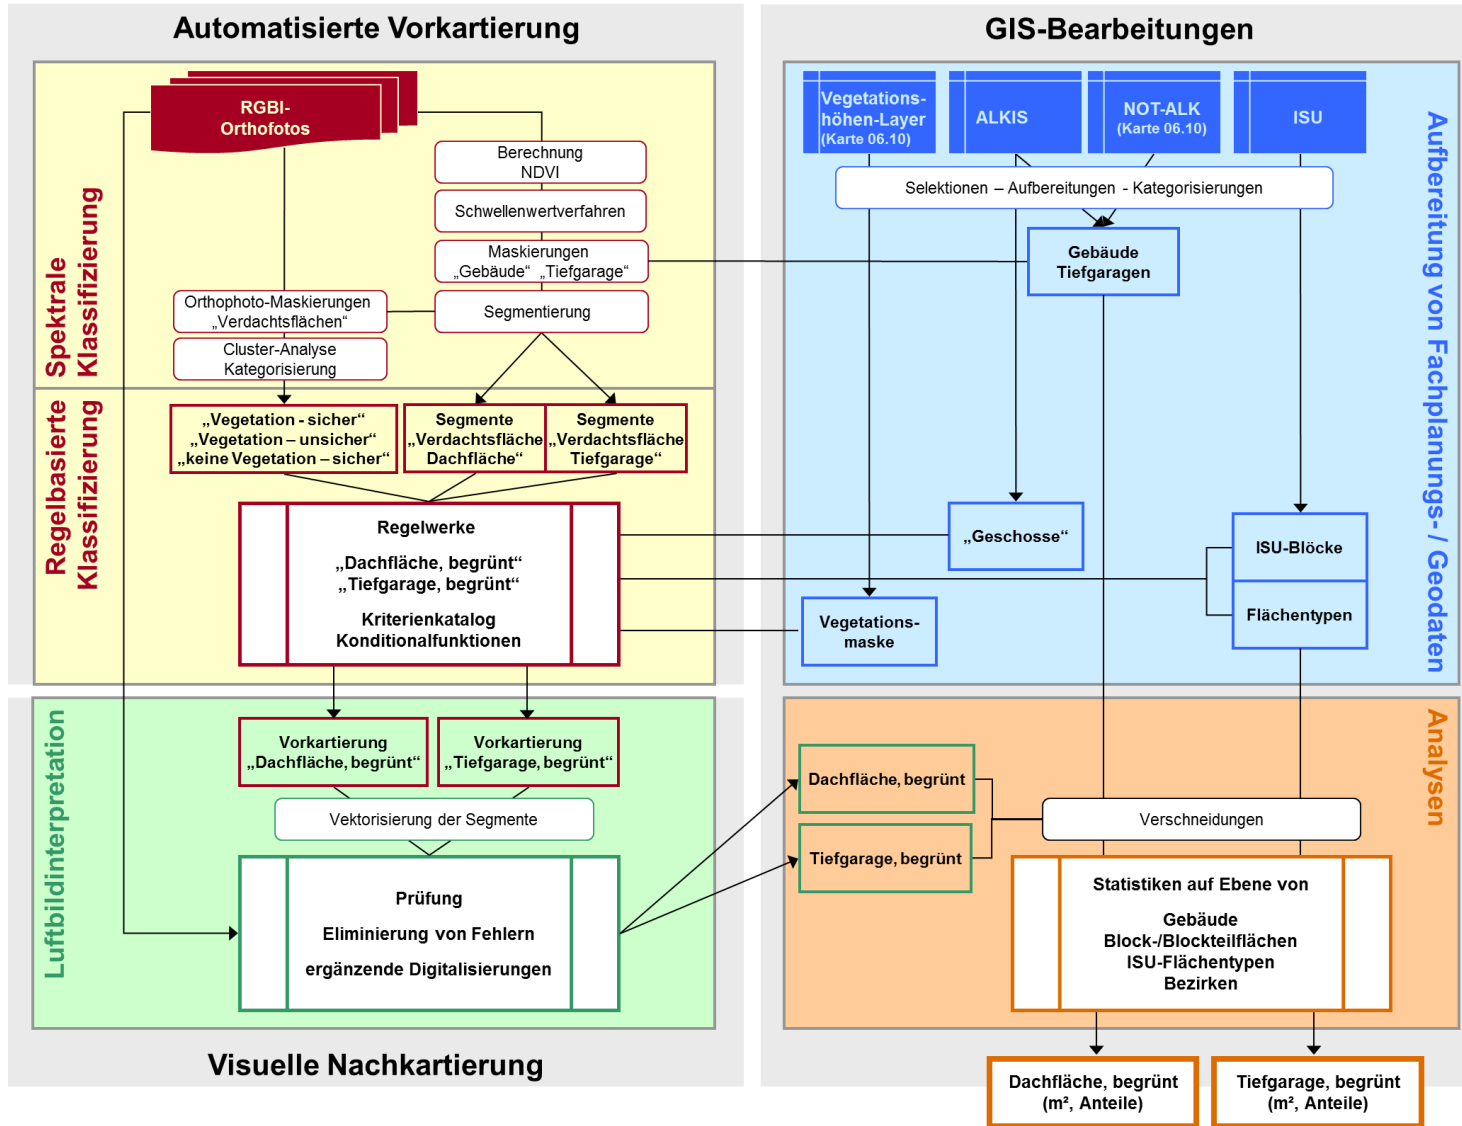 Automatisierte Vorkartierung
RGBI-
Orthofotos
Berechnung
NDVI
Schwellenwertverfahren
Maskierungen
„Gebäude“ „Tiefgarage“
Segmentierung
Orthophoto-Maskierungen
„Verdachtsflächen“
Cluster-Analyse
Kategorisierung
Spektrale
Klassifizierung
Regelbasierte
Klassifizierung
„Vegetation - sicher“
„Vegetation – unsicher“
„keine Vegetation – sicher“
Segmente
„Verdachtsfläche
Dachfläche“
Segmente
„Verdachtsfläche
Tiefgarage“
Regelwerke
„Dachfläche, begrünt“
„Tiefgarage, begrünt“
Kriterienkatalog
Konditionalfunktionen
Luftbildinterpretation
Vorkartierung
„Dachfläche, begrünt“
Vorkartierung
„Tiefgarage, begrünt“
Vektorisierung der Segmente
Prüfung
Eliminierung von Fehlern
ergänzende Digitalisierungen
Visuelle Nachkartierung
GIS-Bearbeitungen
Vegetations-
höhen-Layer
(Karte 06.10)
ALKIS
NOT-ALK
(Karte 06.10)
ISU
Selektionen – Aufbereitungen - Kategorisierungen
Gebäude
Tiefgaragen
„Geschosse“
ISU-Blöcke
Flächentypen
Vegetations-
maske
Aufbereitung von Fachplanungs- / Geodaten
Analysen
Dachfläche, begrünt
Tiefgarage, begrünt
Verschneidungen
Statistiken auf Ebene von
Gebäude
Block-/Blockteilflächen
ISU-Flächentypen
Bezirken
Dachfläche, begrünt
(m², Anteile)
Tiefgarage, begrünt
(m², Anteile)